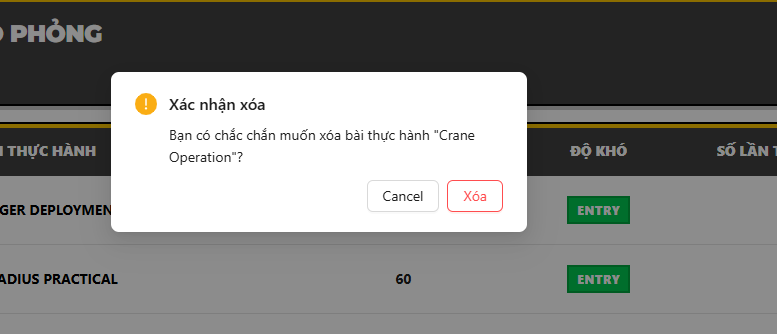 PHỎNG
Xác nhận xóa
Bạn có chắc chắn muốn xóa bài thực hành "Crane
Operation"?
Cancel
Xóa
THỰC HÀNH
ĐỘ KHÓ
SỐ LẦN
GER DEPLOYMEN
ENTRY
ADIUS PRACTICAL
60
ENTRY